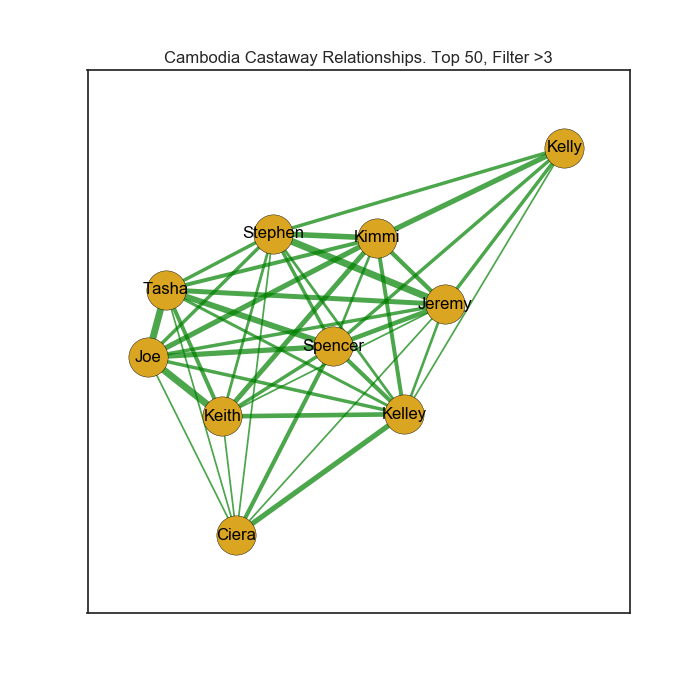 Cambodia Castaway Relationships. Top 50, Filter >3
Kelly
Stephen
Kimmi
Tasha
Jeremy
Spencer
Joe
Keith
Kelley
Ciera